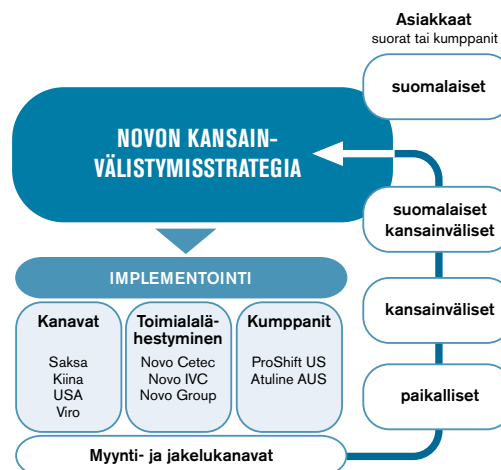 Asiakkaat
suorat tai kumppanit
suomalaiset
NOVON KANSAIN-
VÄLISTYMISSTRATEGIA
suomalaiset
kansainväliset
IMPLEMENTOINTI
kansainväliset
Kanavat
Saksa
Kiina
USA
Viro
Toimialalä-
hestyminen
Novo Cetec
Novo IVC
Novo Group
Kumppanit
ProShift US
Atuline AUS
paikalliset
Myynti- ja jakelukanavat